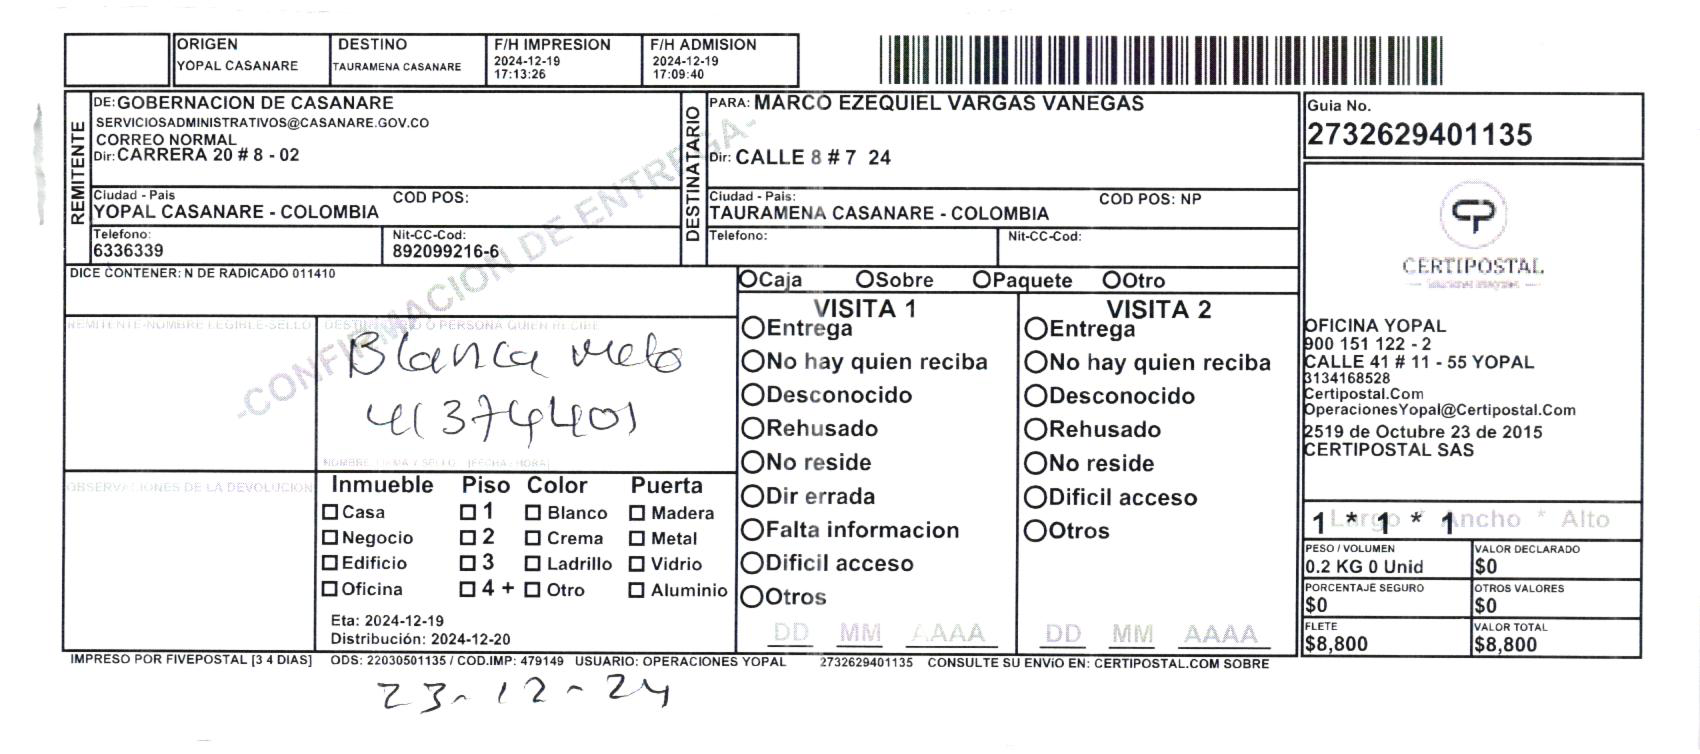 ORIGEN
YOPAL CASANARE
DESTINO
TAURAMENA CASANARE
F/H IMPRESION
2024-12-19
17:13:26
F/H ADMISION
2024-12-19
17:09:40
REMITENTE
DE: GOBERNACION DE CASANARE
SERVICIOSADMINISTRATIVOS@CASANARE.GOV.CO
CORREO NORMAL
Dir: CARRERA 20 # 8 - 02
Ciudad - Pais
COD POS:
YOPAL CASANARE - COLOMBIA
Telefono:
6336339
Nit-CC-Cod:
892099216-6
DESTINATARIO
PARA: MARCO EZEQUIEL VARGAS VANEGAS
Dir: CALLE 8 # 7 24
Ciudad - Pais:
COD POS: NP
TAURAMENA CASANARE - COLOMBIA
Telefono:
Nit-CC-Cod:
Guia No.
2732629401135
CERTIPOSTAL
OFICINA YOPAL
900 151 122 - 2
CALLE 41 # 11 - 55 YOPAL
3134168528
Certipostal.Com
OperacionesYopal@Certipostal.Com
2519 de Octubre 23 de 2015
CERTIPOSTAL SAS
1 * 1 * 1
Largo * Ancho * Alto
PESO / VOLUMEN
0.2 KG 0 Unid
VALOR DECLARADO
$0
PORCENTAJE SEGURO
$0
OTROS VALORES
$0
FLETE
$8,800
VALOR TOTAL
$8,800
DICE CONTENER: N DE RADICADO 011410
-CONFIRMACION DE ENTREGA-
REMITENTE-NOMBRE LEGIBLE-SELLO
DESTINATARIO O PERSONA QUIEN RECIBE
Blanca
41374401
OBSERVACIONES DE LA DEVOLUCION
Inmueble Piso Color Puerta
Casa 1 Blanco Madera
Negocio 2 Crema Metal
Edificio 3 Ladrillo Vidrio
Oficina 4 + Otro Aluminio
Eta: 2024-12-19
Distribución: 2024-12-20
Caja Sobre Paquete Otro
VISITA 1
Entrega
No hay quien reciba
Desconocido
Rehusado
No reside
Dir errada
Falta informacion
Dificil acceso
Otros
DD MM AAAA
VISITA 2
Entrega
No hay quien reciba
Desconocido
Rehusado
No reside
Dificil acceso
Otros
DD MM AAAA
IMPRESO POR FIVEPOSTAL [3 4 DIAS] ODS: 22030501135 / COD.IMP: 479149 USUARIO: OPERACIONES YOPAL 2732629401135 CONSULTE SU ENVíO EN: CERTIPOSTAL.COM SOBRE
23-12-24